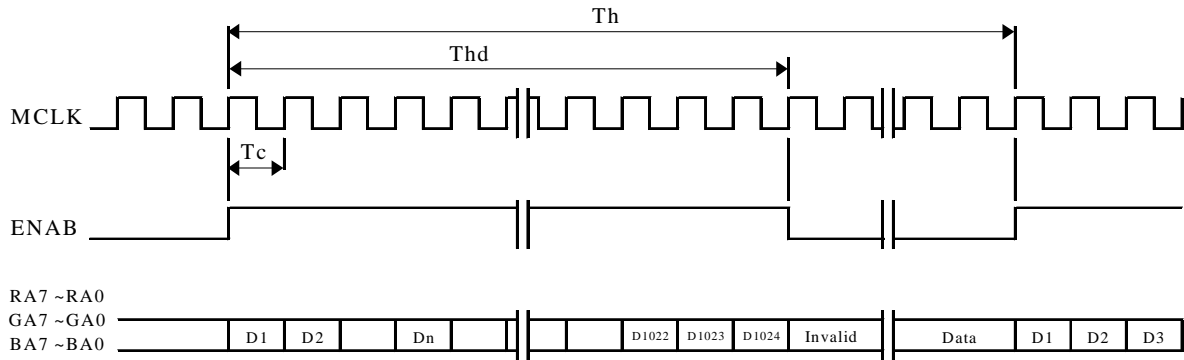 Th
Thd
MCLK
Tc
ENAB
RA7 ~RA0
GA7 ~GA0
BA7 ~BA0
D1 D2 Dn D1022 D1023 D1024 Invalid Data D1 D2 D3